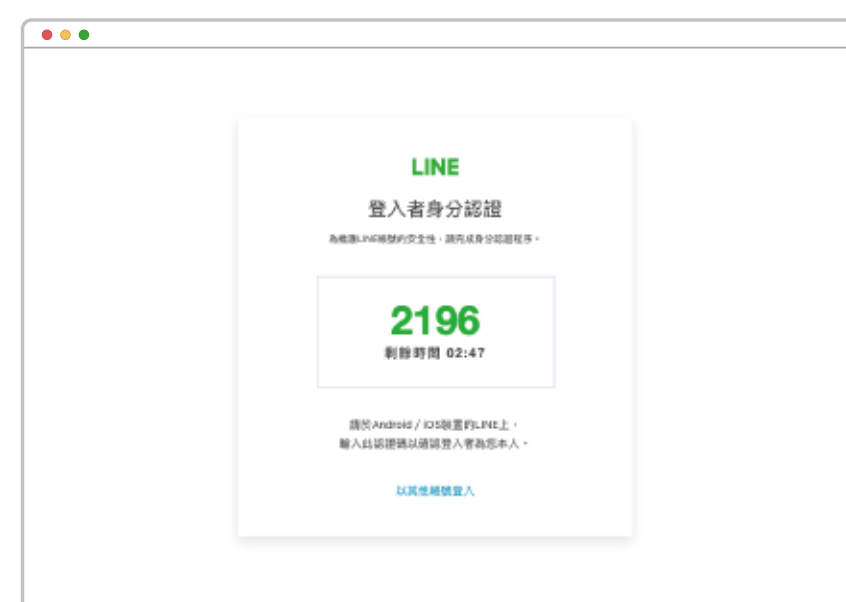 LINE
登入者身分認證
為維護LINE帳號的安全性，請完成身分認證程序。
2196
剩餘時間 02:47
請於Android / iOS裝置的LINE上，
輸入此認證碼以確認登入者為您本人。
以其他帳號登入